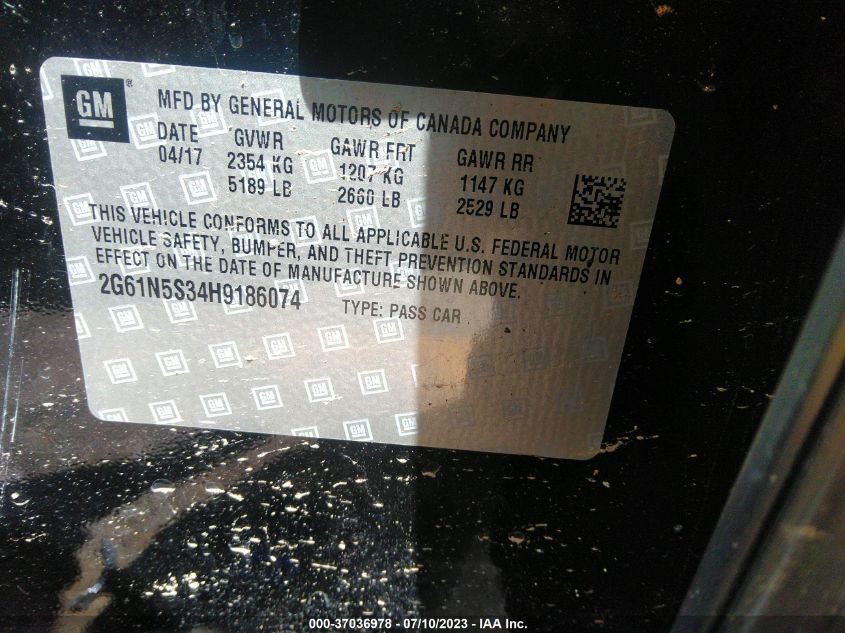 GM ®
MFD BY GENERAL MOTORS OF CANADA COMPANY
DATE GVWR GAWR FRT GAWR RR
04/17 2354 KG 1207 KG 1147 KG
5189 LB 2660 LB 2529 LB
THIS VEHICLE CONFORMS TO ALL APPLICABLE U.S. FEDERAL MOTOR
VEHICLE SAFETY, BUMPER, AND THEFT PREVENTION STANDARDS IN
EFFECT ON THE DATE OF MANUFACTURE SHOWN ABOVE.
2G61N5S34H9186074 TYPE: PASS CAR
000-37036978 - 07/10/2023 - IAA Inc.